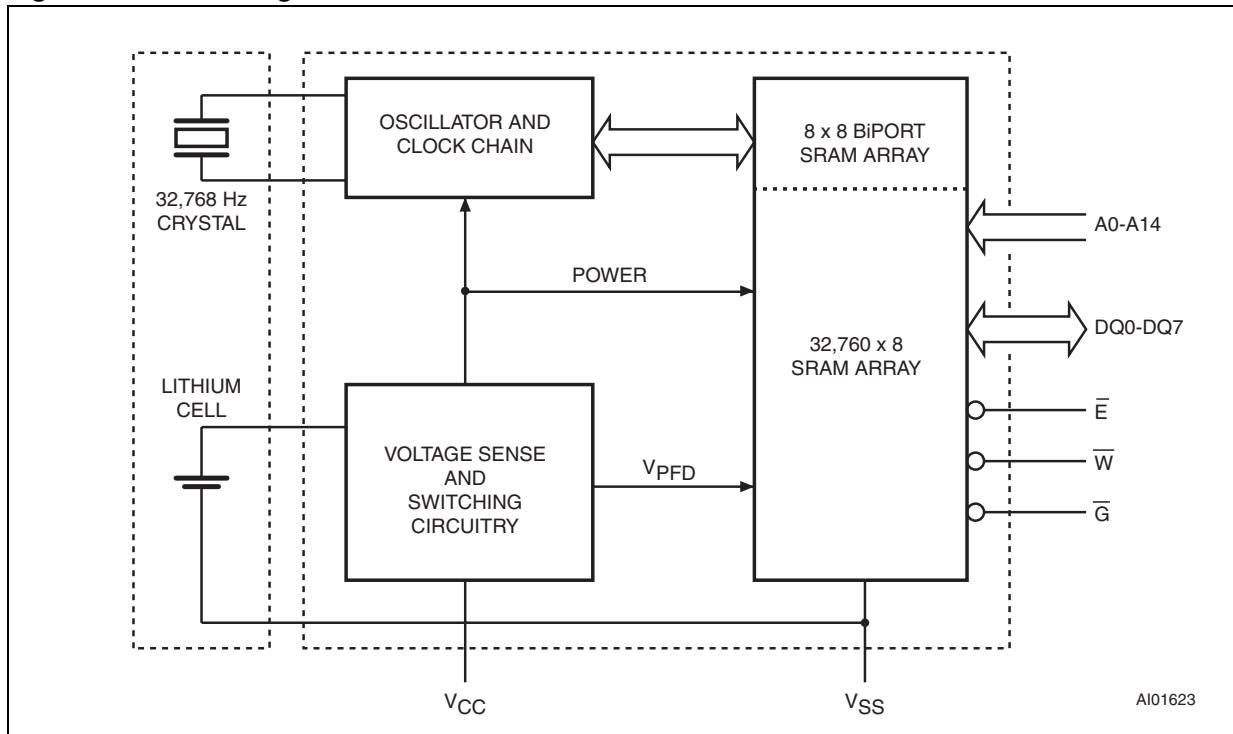 OSCILLATOR AND
CLOCK CHAIN
8 x 8 BiPORT
SRAM ARRAY
32,768 Hz
CRYSTAL
A0-A14
POWER
DQ0-DQ7
32,760 x 8
SRAM ARRAY
LITHIUM
CELL
E̅
VOLTAGE SENSE
AND
SWITCHING
CIRCUITRY
VPFD
W̅
G̅
VCC
VSS
AI01623